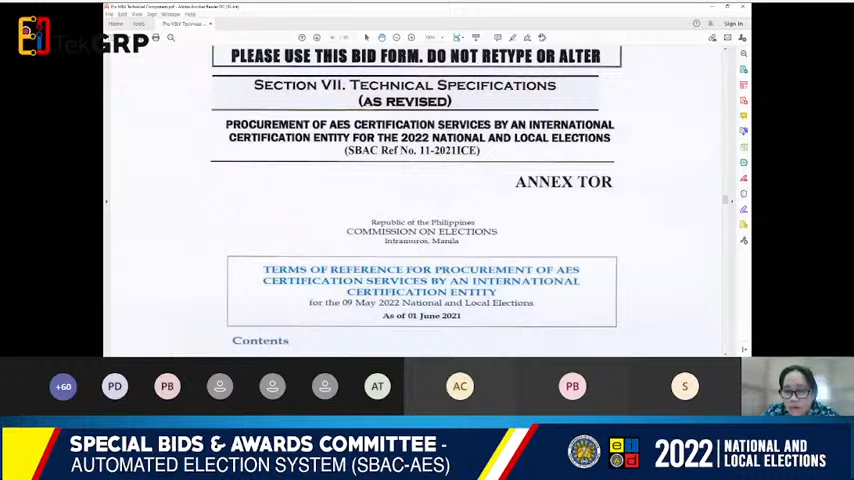 TekGRP
Home
Tools
Sign In
PLEASE USE THIS BID FORM. DO NOT RETYPE OR ALTER
SECTION VII. TECHNICAL SPECIFICATIONS
(AS REVISED)
PROCUREMENT OF AES CERTIFICATION SERVICES BY AN INTERNATIONAL
CERTIFICATION ENTITY FOR THE 2022 NATIONAL AND LOCAL ELECTIONS
(SBAC Ref No. 11-2021ICE)
ANNEX TOR
Republic of the Philippines
COMMISSION ON ELECTIONS
Intramuros, Manila
TERMS OF REFERENCE FOR PROCUREMENT OF AES
CERTIFICATION SERVICES BY AN INTERNATIONAL
CERTIFICATION ENTITY
for the 09 May 2022 National and Local Elections
As of 01 June 2021
Contents
+60
PD
PB
AT
AC
PB
S
SPECIAL BIDS & AWARDS COMMITTEE -
AUTOMATED ELECTION SYSTEM (SBAC-AES)
2022
NATIONAL AND
LOCAL ELECTIONS